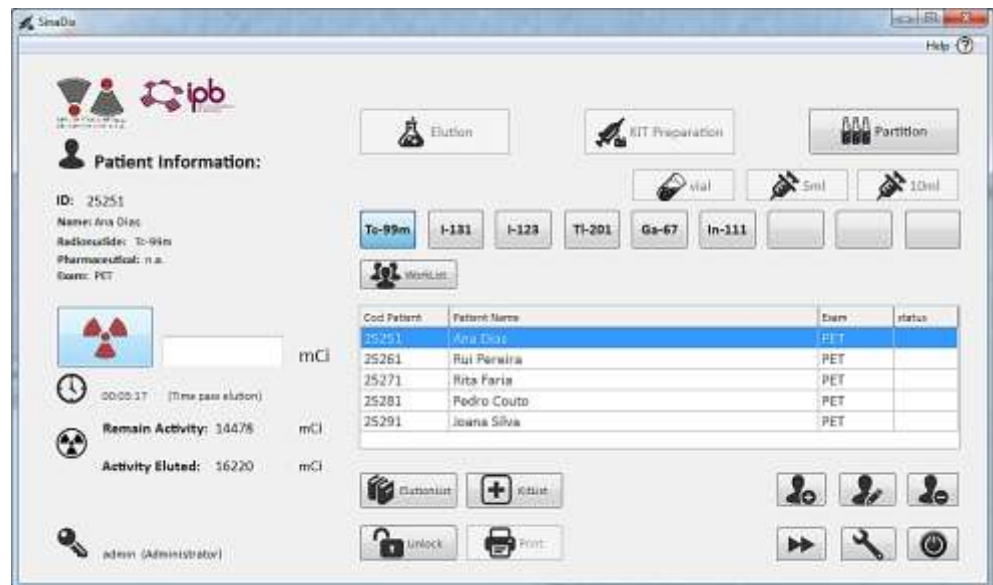 SinaDis
Help
ipb
Patient Information:
ID: 25251
Name: Ana Dias
Radionuclide: Tc-99m
Pharmaceutical: n.a.
Exam: PET
mCi
00:05:17 (Time pass elution)
Remain Activity: 14478 mCi
Activity Eluted: 16220 mCi
admin (Administrator)
Elution
KIT Preparation
Partition
vial
5ml
10ml
Tc-99m
I-131
I-123
Tl-201
Ga-67
In-111
WorkList
Cod Patient Patient Name Exam status
25251 Ana Dias PET
25261 Rui Pereira PET
25271 Rita Faria PET
25281 Pedro Couto PET
25291 Joana Silva PET
ElutionList
KitList
Unlock
Print